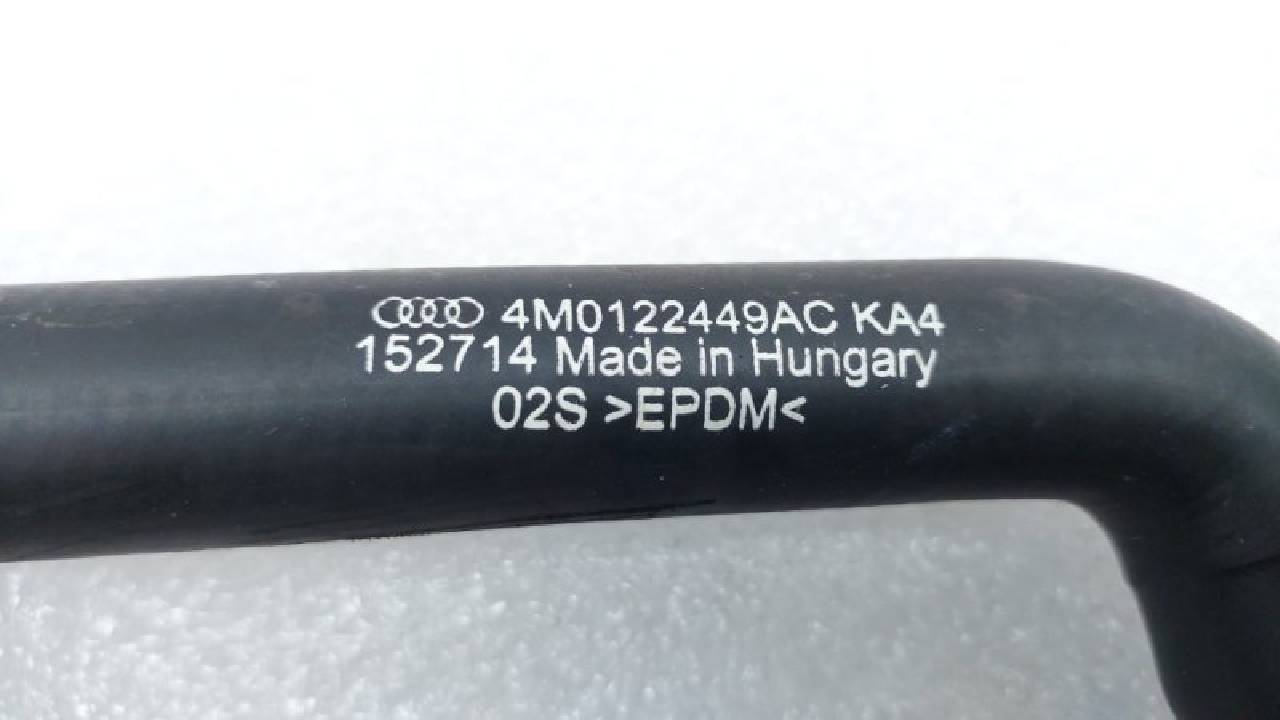 4M0122449AC KA4
152714 Made in Hungary
02S >EPDM<